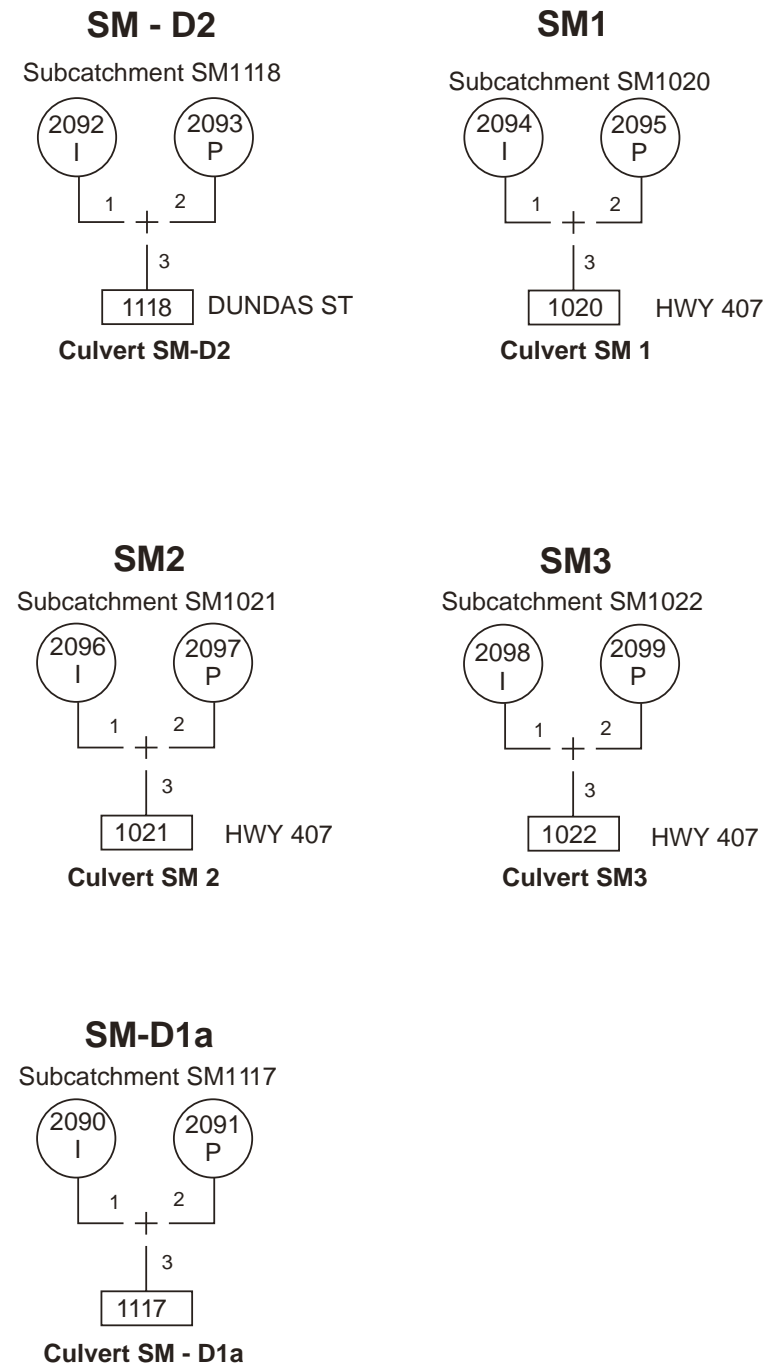 SM - D2
Subcatchment SM1118
2092
I
2093
P
1
2
3
1118
DUNDAS ST
Culvert SM-D2
SM1
Subcatchment SM1020
2094
I
2095
P
1
2
3
1020
HWY 407
Culvert SM 1
SM2
Subcatchment SM1021
2096
I
2097
P
1
2
3
1021
HWY 407
Culvert SM 2
SM3
Subcatchment SM1022
2098
I
2099
P
1
2
3
1022
HWY 407
Culvert SM3
SM-D1a
Subcatchment SM1117
2090
I
2091
P
1
2
3
1117
Culvert SM - D1a